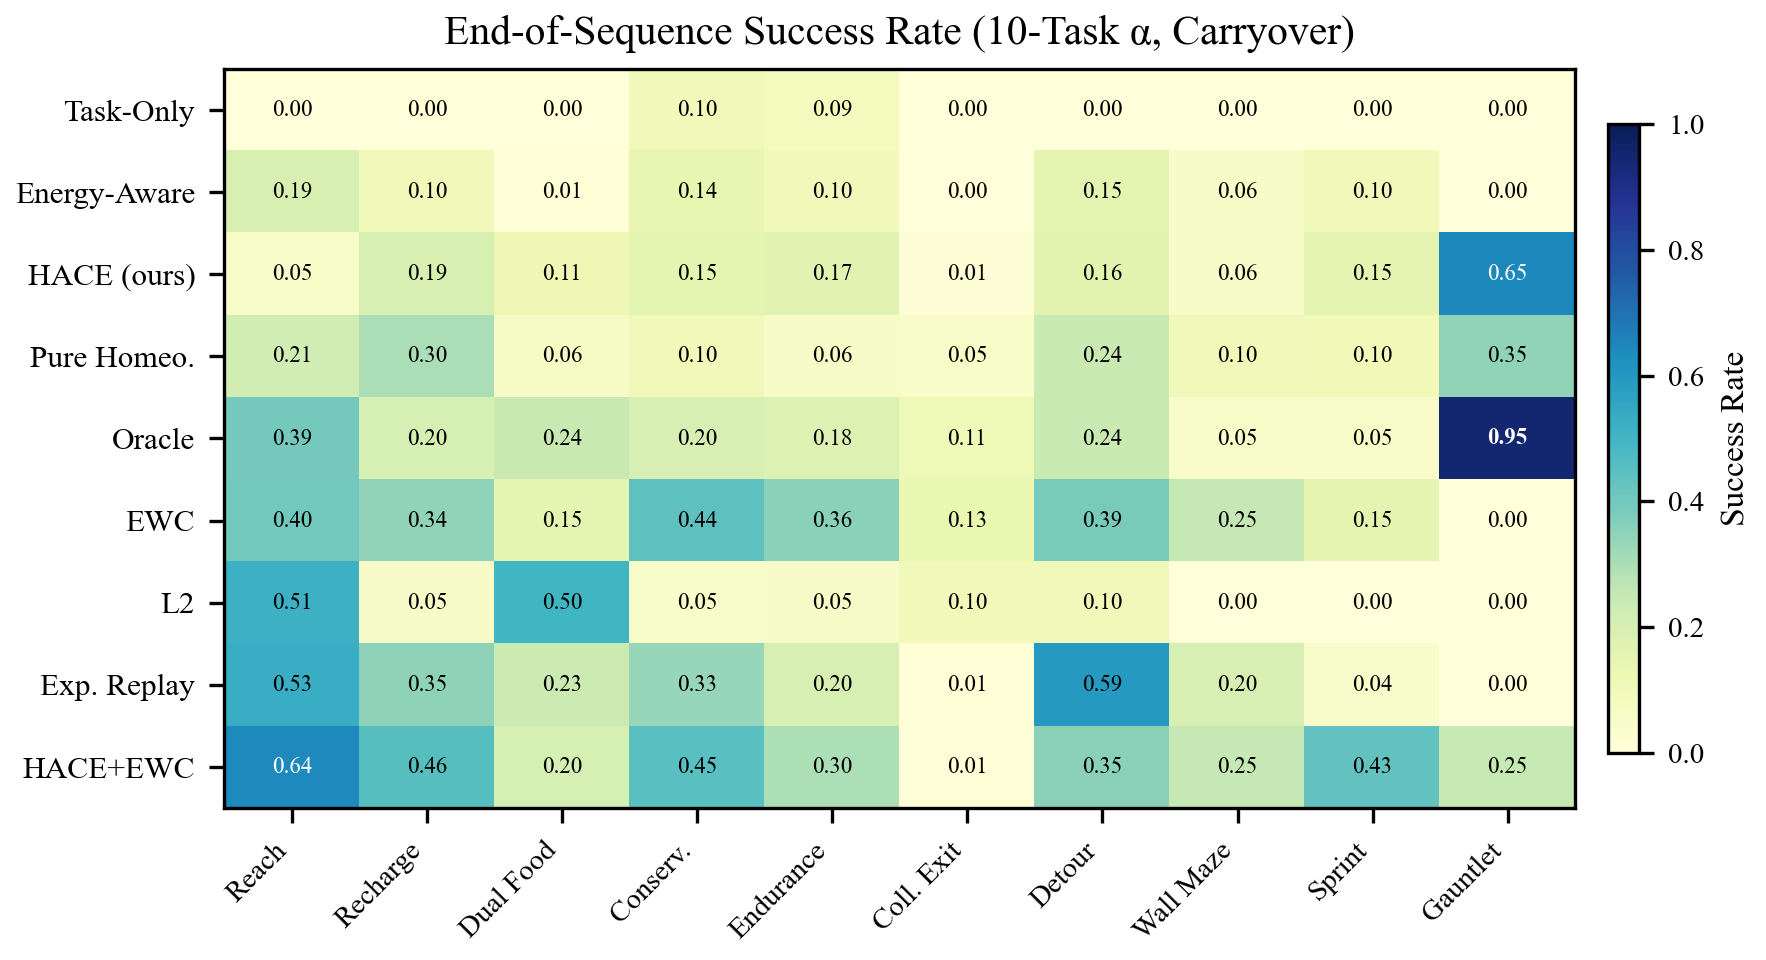 End-of-Sequence Success Rate (10-Task α, Carryover)
Task-Only 0.00 0.00 0.00 0.10 0.09 0.00 0.00 0.00 0.00 0.00
Energy-Aware 0.19 0.10 0.01 0.14 0.10 0.00 0.15 0.06 0.10 0.00
HACE (ours) 0.05 0.19 0.11 0.15 0.17 0.01 0.16 0.06 0.15 0.65
Pure Homeo. 0.21 0.30 0.06 0.10 0.06 0.05 0.24 0.10 0.10 0.35
Oracle 0.39 0.20 0.24 0.20 0.18 0.11 0.24 0.05 0.05 0.95
EWC 0.40 0.34 0.15 0.44 0.36 0.13 0.39 0.25 0.15 0.00
L2 0.51 0.05 0.50 0.05 0.05 0.10 0.10 0.00 0.00 0.00
Exp. Replay 0.53 0.35 0.23 0.33 0.20 0.01 0.59 0.20 0.04 0.00
HACE+EWC 0.64 0.46 0.20 0.45 0.30 0.01 0.35 0.25 0.43 0.25
Reach Recharge Dual Food Conserv. Endurance Coll. Exit Detour Wall Maze Sprint Gauntlet
1.0
0.8
0.6
0.4
0.2
0.0
Success Rate